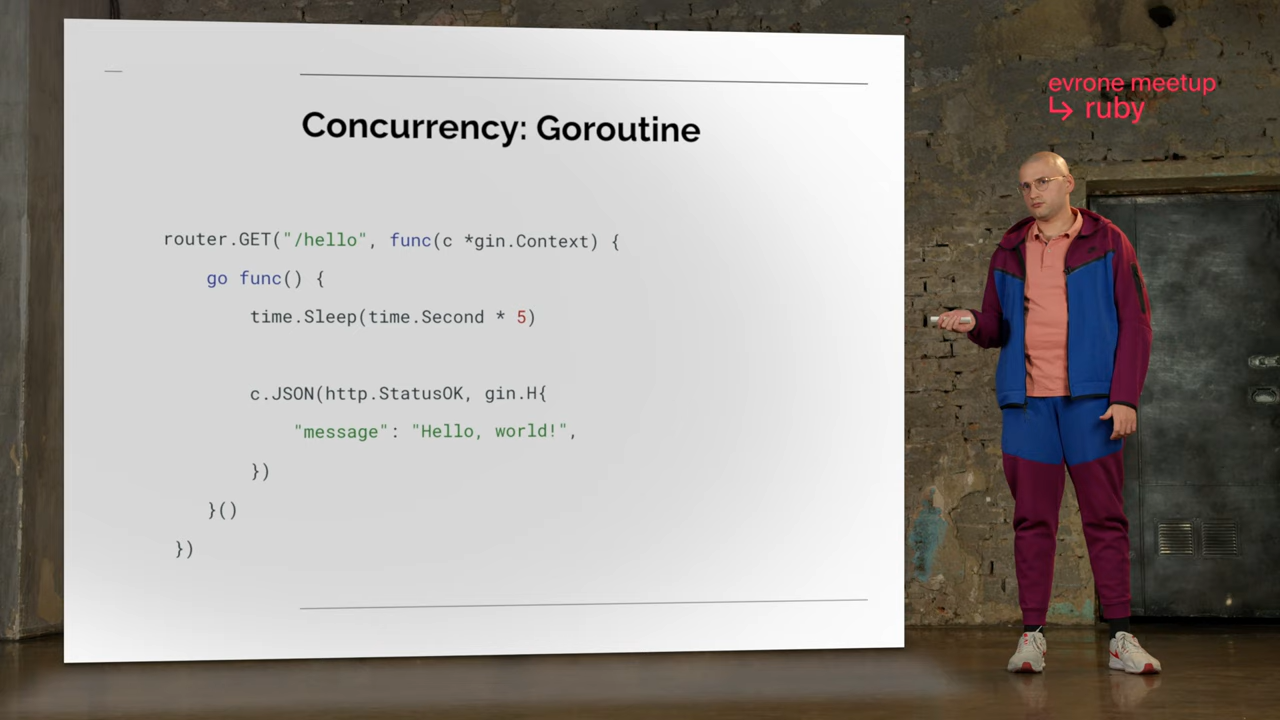 Concurrency: Goroutine
router.GET("/hello", func(c *gin.Context) {
go func() {
time.Sleep(time.Second * 5)
c.JSON(http.StatusOK, gin.H{
"message": "Hello, world!",
})
}()
})
evrone meetup
↳ ruby